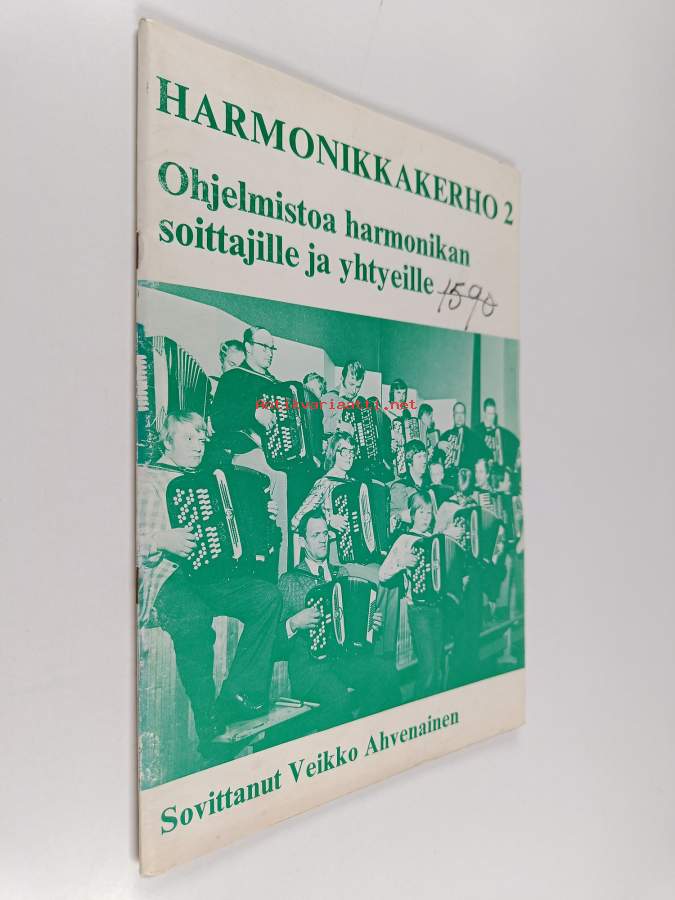 HARMONIKKAKERHO 2
Ohjelmistoa harmonikan
soittajille ja yhtyeille
1590
antikvariaatti.net
Sovittanut Veikko Ahvenainen